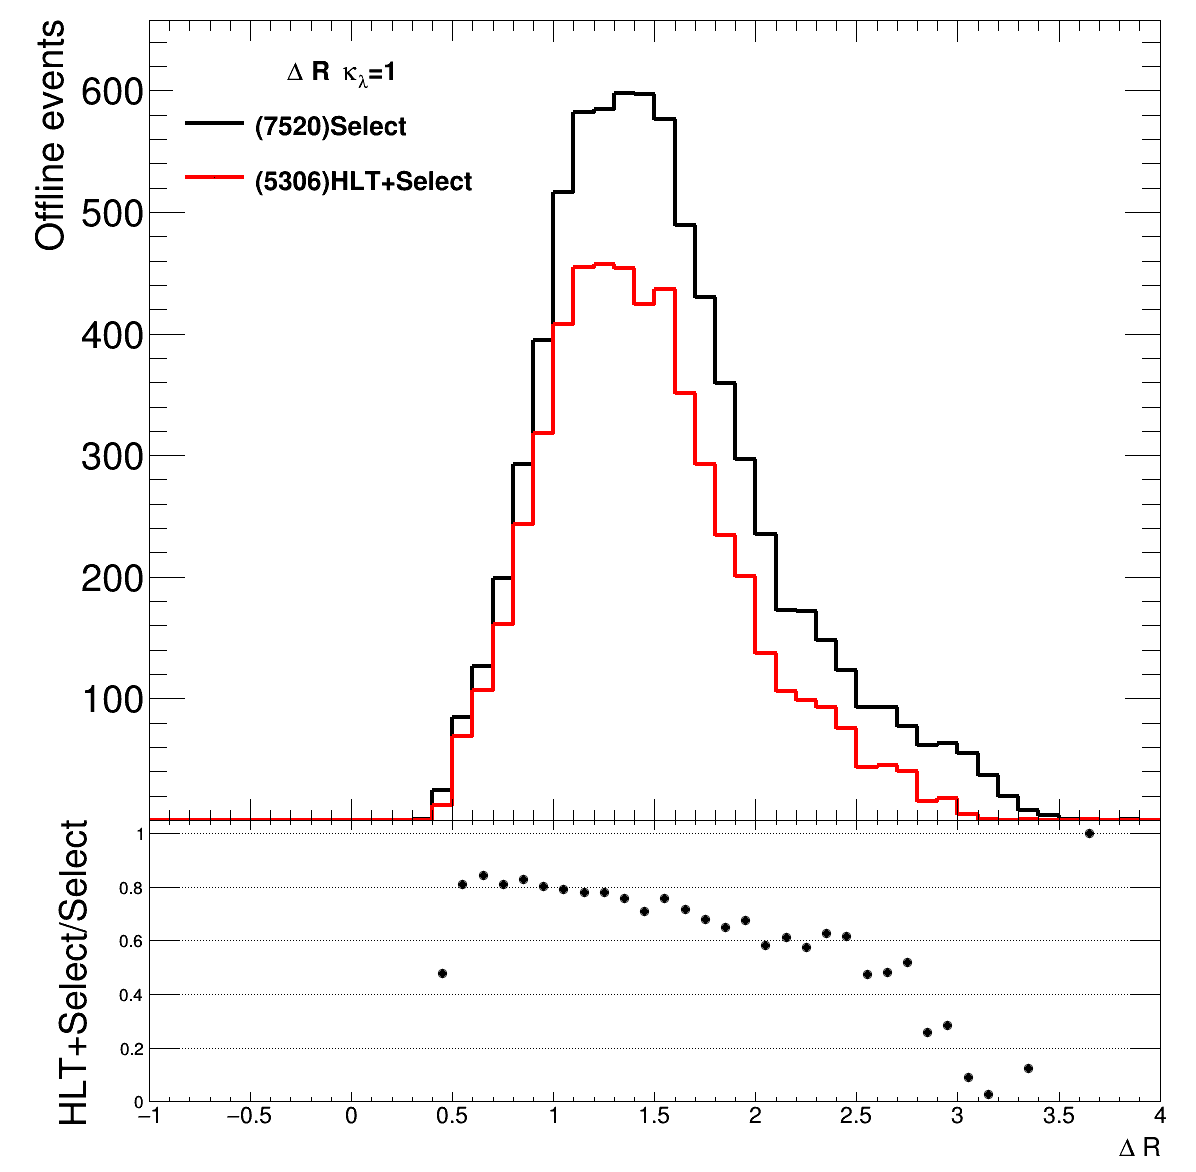 Offline events
600
500
400
300
200
100
Δ R κλ=1
(7520)Select
(5306)HLT+Select
HLT+Select/Select
1
0.8
0.6
0.4
0.2
0
−1 −0.5 0 0.5 1 1.5 2 2.5 3 3.5 4
Δ R